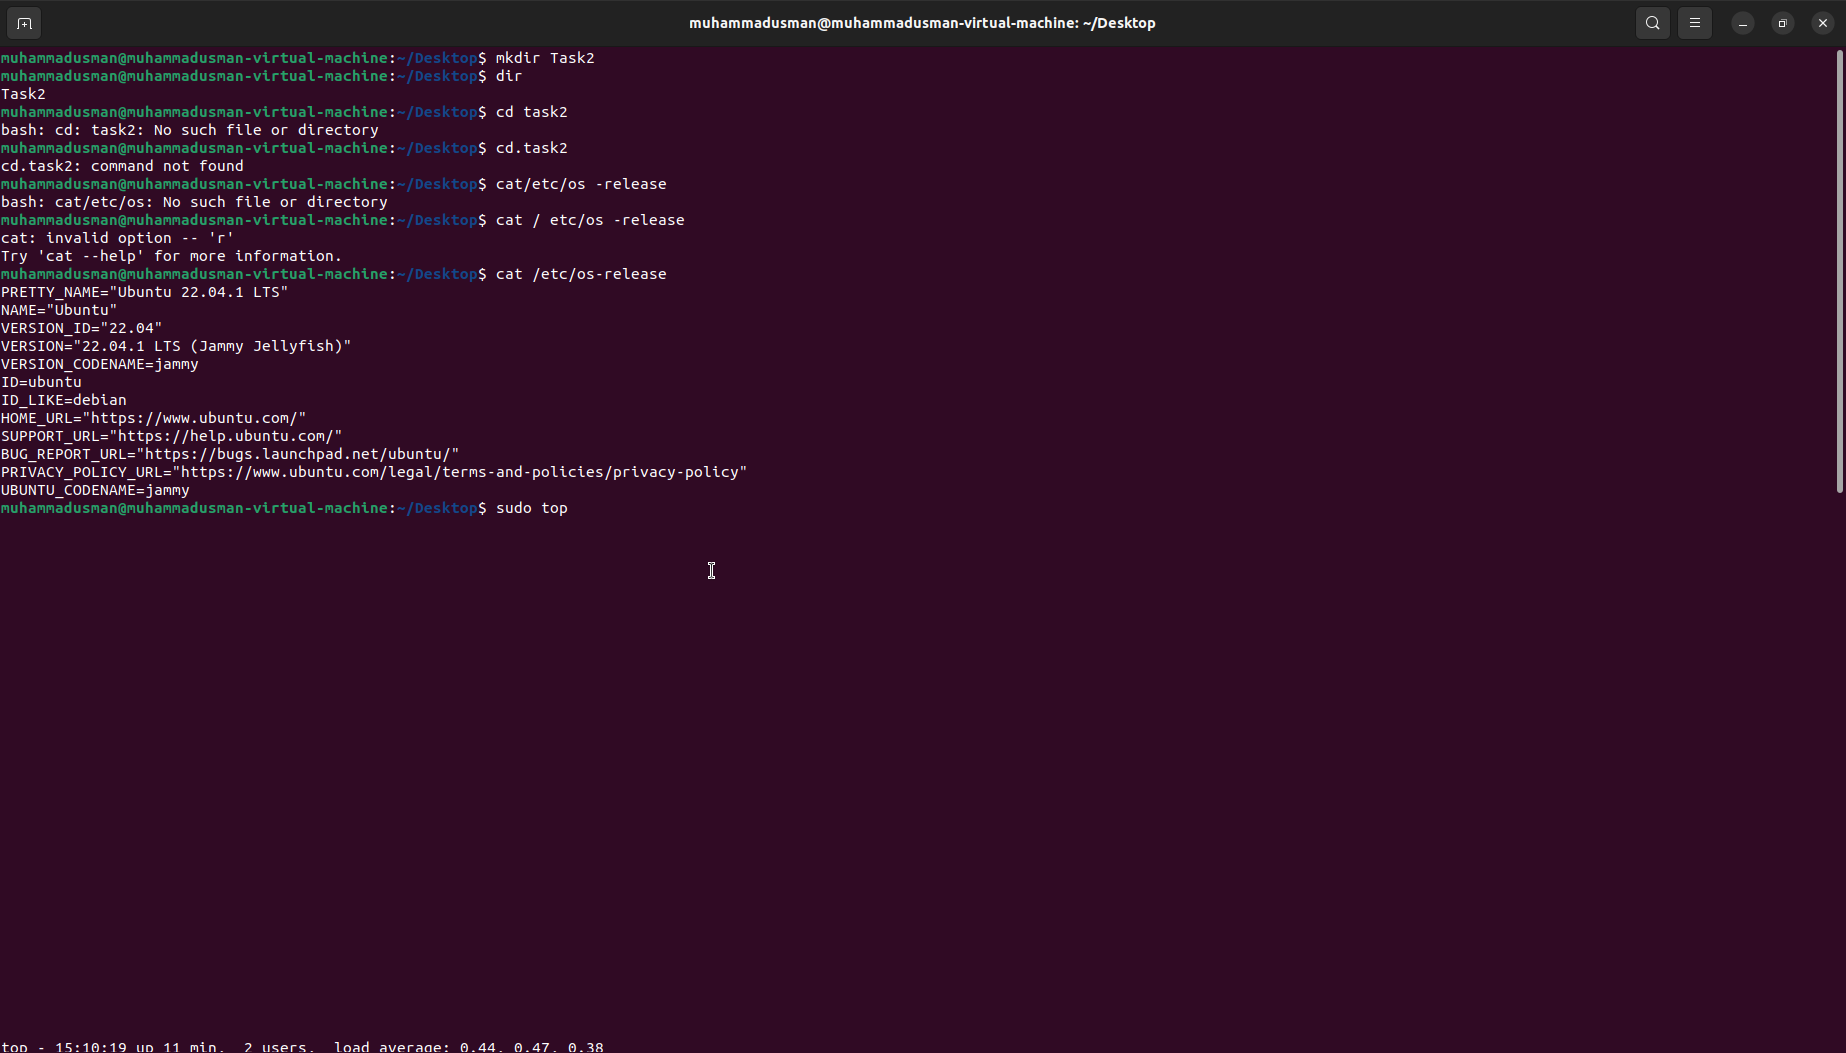 muhammadusman@muhammadusman-virtual-machine: ~/Desktop
muhammadusman@muhammadusman-virtual-machine:~/Desktop$ mkdir Task2
muhammadusman@muhammadusman-virtual-machine:~/Desktop$ dir
Task2
muhammadusman@muhammadusman-virtual-machine:~/Desktop$ cd task2
bash: cd: task2: No such file or directory
muhammadusman@muhammadusman-virtual-machine:~/Desktop$ cd.task2
cd.task2: command not found
muhammadusman@muhammadusman-virtual-machine:~/Desktop$ cat/etc/os -release
bash: cat/etc/os: No such file or directory
muhammadusman@muhammadusman-virtual-machine:~/Desktop$ cat / etc/os -release
cat: invalid option -- 'r'
Try 'cat --help' for more information.
muhammadusman@muhammadusman-virtual-machine:~/Desktop$ cat /etc/os-release
PRETTY_NAME="Ubuntu 22.04.1 LTS"
NAME="Ubuntu"
VERSION_ID="22.04"
VERSION="22.04.1 LTS (Jammy Jellyfish)"
VERSION_CODENAME=jammy
ID=ubuntu
ID_LIKE=debian
HOME_URL="https://www.ubuntu.com/"
SUPPORT_URL="https://help.ubuntu.com/"
BUG_REPORT_URL="https://bugs.launchpad.net/ubuntu/"
PRIVACY_POLICY_URL="https://www.ubuntu.com/legal/terms-and-policies/privacy-policy"
UBUNTU_CODENAME=jammy
muhammadusman@muhammadusman-virtual-machine:~/Desktop$ sudo top
top - 15:10:19 up 11 min,  2 users,  load average: 0.44, 0.47, 0.38